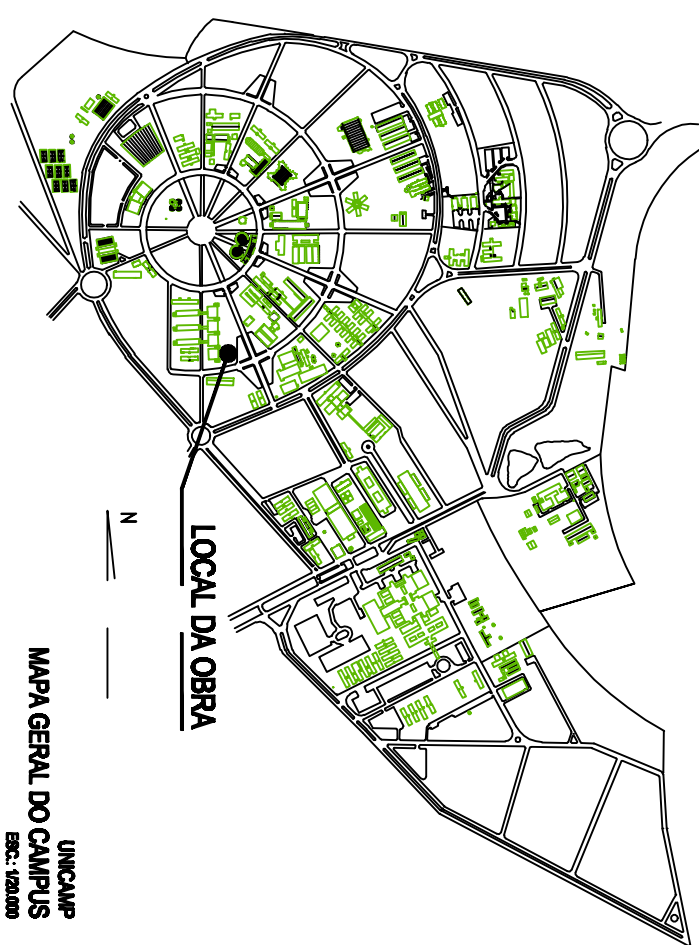 LOCAL DA OBRA
N
UNICAMP
MAPA GERAL DO CAMPUS
ESC.: 1/20.000